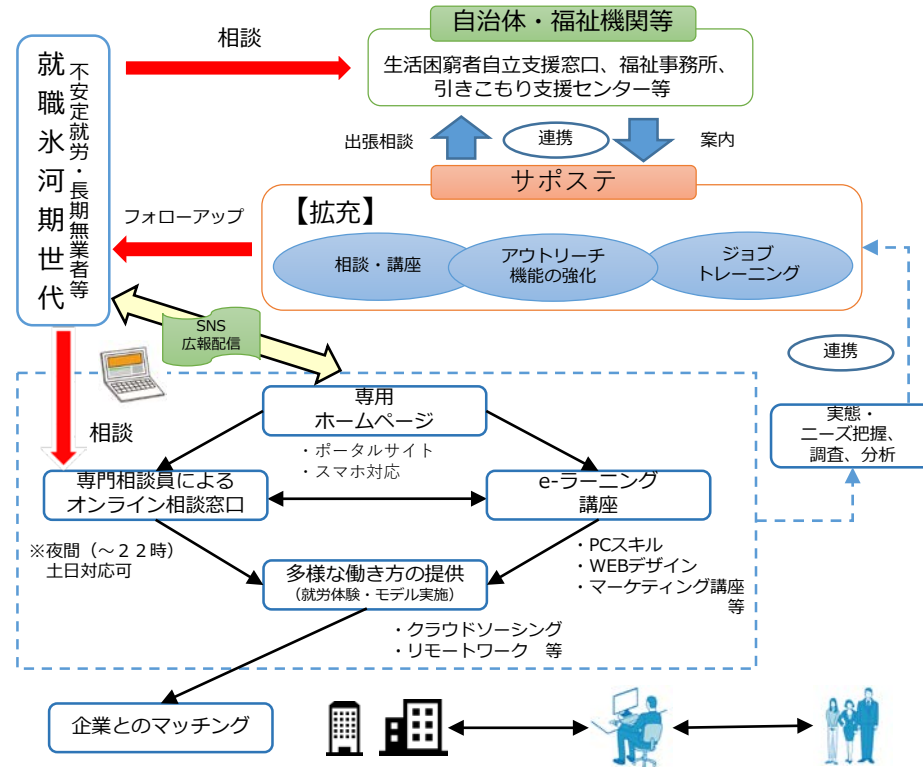 自治体・福祉機関等
相談
生活困窮者自立支援窓口、福祉事務所、
引きこもり支援センター等
就職氷河期世代
不安定就労・長期無業者等
出張相談
連携
案内
サポステ
【拡充】
フォローアップ
相談・講座
アウトリーチ
機能の強化
ジョブ
トレーニング
SNS
広報配信
連携
相談
専用
ホームページ
・ポータルサイト
・スマホ対応
実態・
ニーズ把握、
調査、分析
専門相談員による
オンライン相談窓口
e-ラーニング
講座
※夜間（～２２時）
土日対応可
・PCスキル
・WEBデザイン
・マーケティング講座
等
多様な働き方の提供
（就労体験・モデル実施）
・クラウドソーシング
・リモートワーク　等
企業とのマッチング